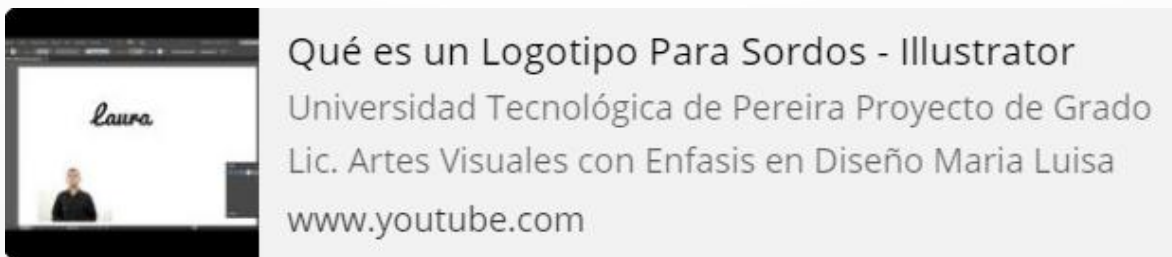 Laura
Qué es un Logotipo Para Sordos - Illustrator
Universidad Tecnológica de Pereira Proyecto de Grado
Lic. Artes Visuales con Enfasis en Diseño Maria Luisa
www.youtube.com